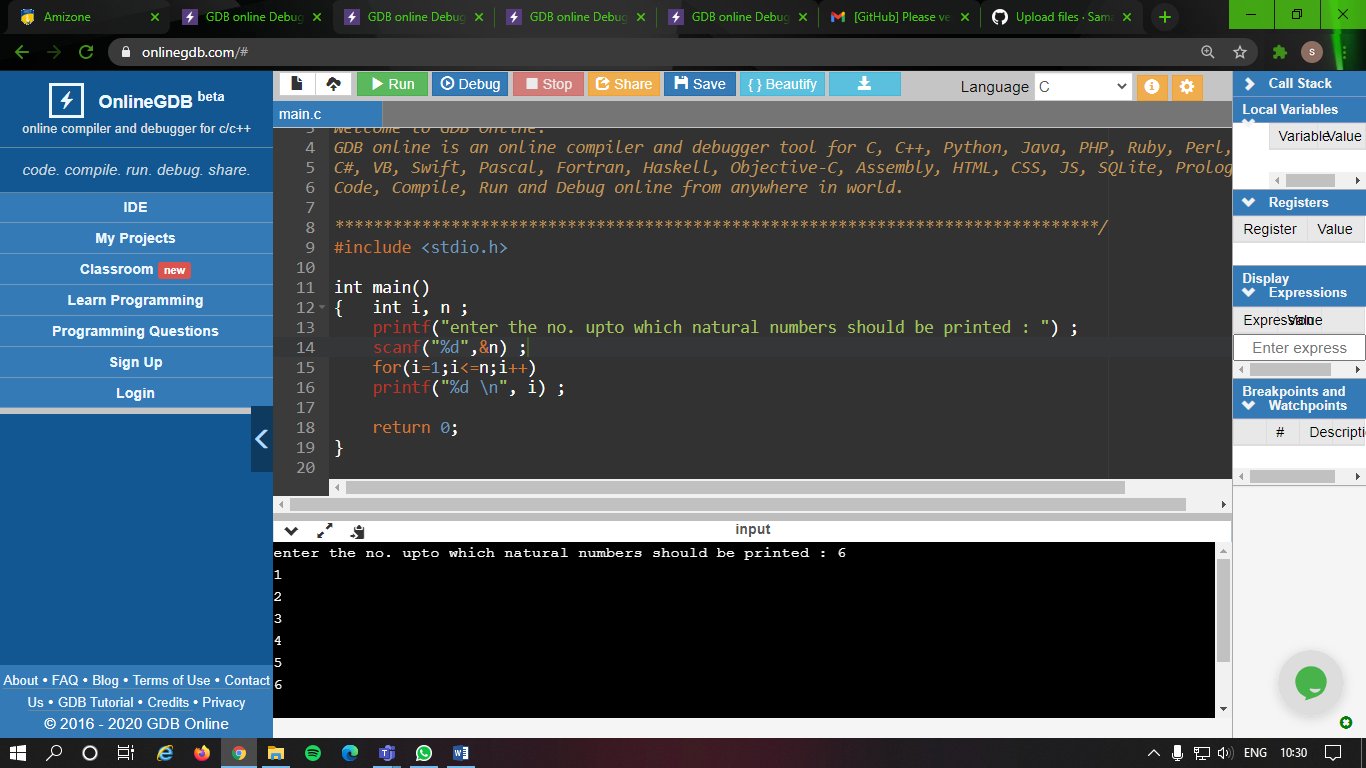 Amizone
GDB online Debug
GDB online Debug
GDB online Debug
GDB online Debug
[GitHub] Please ve
Upload files · Sama
onlinegdb.com/#
S
OnlineGDB beta
online compiler and debugger for c/c++
code. compile. run. debug. share.
IDE
My Projects
Classroom new
Learn Programming
Programming Questions
Sign Up
Login
About • FAQ • Blog • Terms of Use • Contact
Us • GDB Tutorial • Credits • Privacy
© 2016 - 2020 GDB Online
Run
Debug
Stop
Share
Save
{ } Beautify
Language C
main.c
3 Welcome to GDB Online.
4 GDB online is an online compiler and debugger tool for C, C++, Python, Java, PHP, Ruby, Perl,
5 C#, VB, Swift, Pascal, Fortran, Haskell, Objective-C, Assembly, HTML, CSS, JS, SQLite, Prolog
6 Code, Compile, Run and Debug online from anywhere in world.
7
8 *******************************************************************************/
9 #include <stdio.h>
10
11 int main()
12 { int i, n ;
13 printf("enter the no. upto which natural numbers should be printed : ") ;
14 scanf("%d",&n) ;
15 for(i=1;i<=n;i++)
16 printf("%d \n", i) ;
17
18 return 0;
19 }
20
input
enter the no. upto which natural numbers should be printed : 6
1
2
3
4
5
6
Call Stack
Local Variables
Variable Value
Registers
Register Value
Display
Expressions
Expression Value
Enter express
Breakpoints and
Watchpoints
# Descripti
ENG 10:30